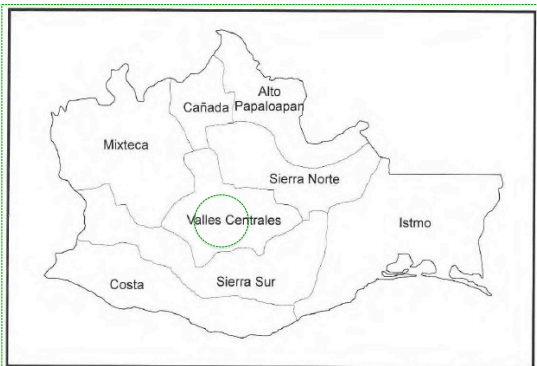 Alto
Cañada Papaloapan
Mixteca
Sierra Norte
Valles Centrales
Istmo
Costa
Sierra Sur